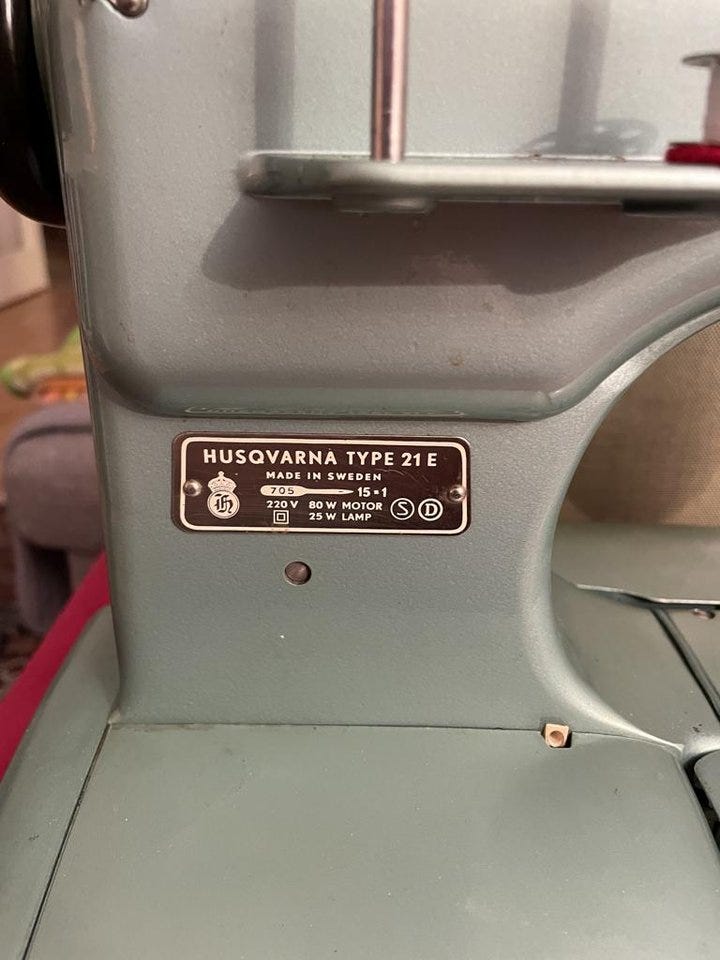 HUSQVARNA TYPE 21 E
MADE IN SWEDEN
705 15=1
220 V 80 W MOTOR S D
25 W LAMP
H